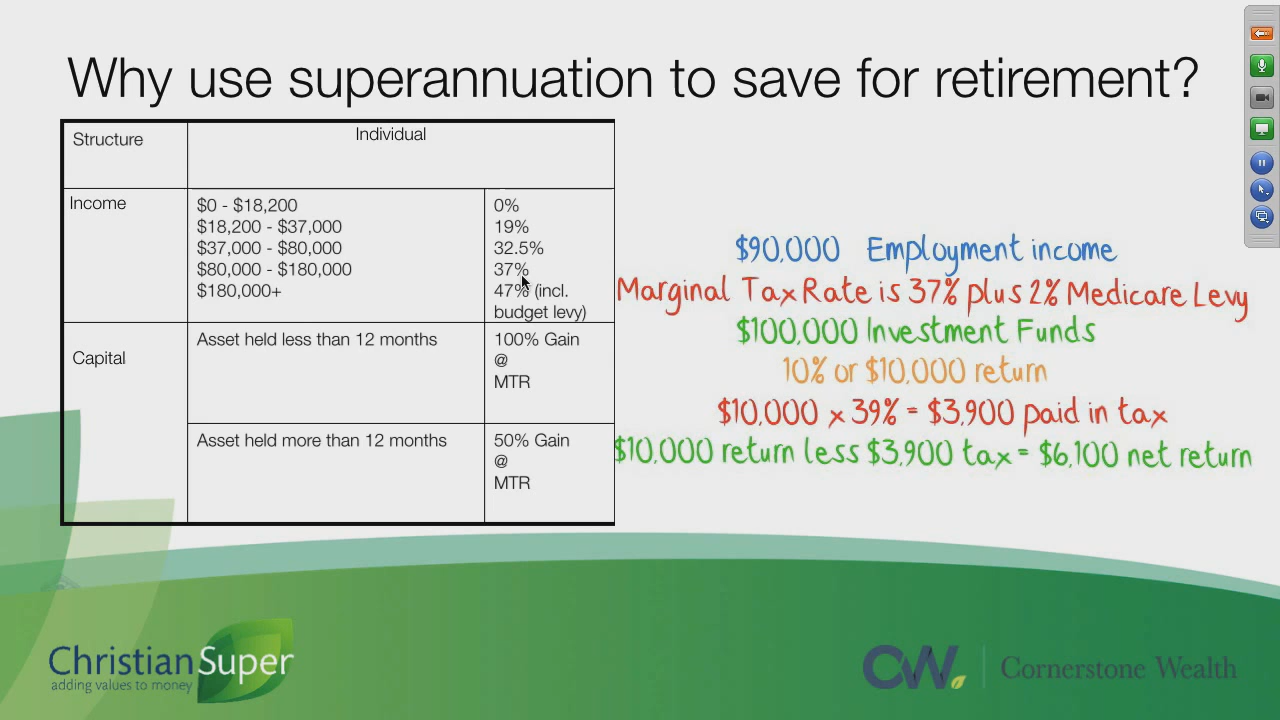 Why use superannuation to save for retirement?
Structure
Individual
Income
$0 - $18,200 0%
$18,200 - $37,000 19%
$37,000 - $80,000 32.5%
$80,000 - $180,000 37%
$180,000+ 47% (incl.
budget levy)
Capital
Asset held less than 12 months 100% Gain
@
MTR
Asset held more than 12 months 50% Gain
@
MTR
$90,000 Employment income
Marginal Tax Rate is 37% plus 2% Medicare Levy
$100,000 Investment Funds
10% or $10,000 return
$10,000 x 39% = $3,900 paid in tax
$10,000 return less $3,900 tax = $6,100 net return
Christian Super
adding values to money
CW. Cornerstone Wealth